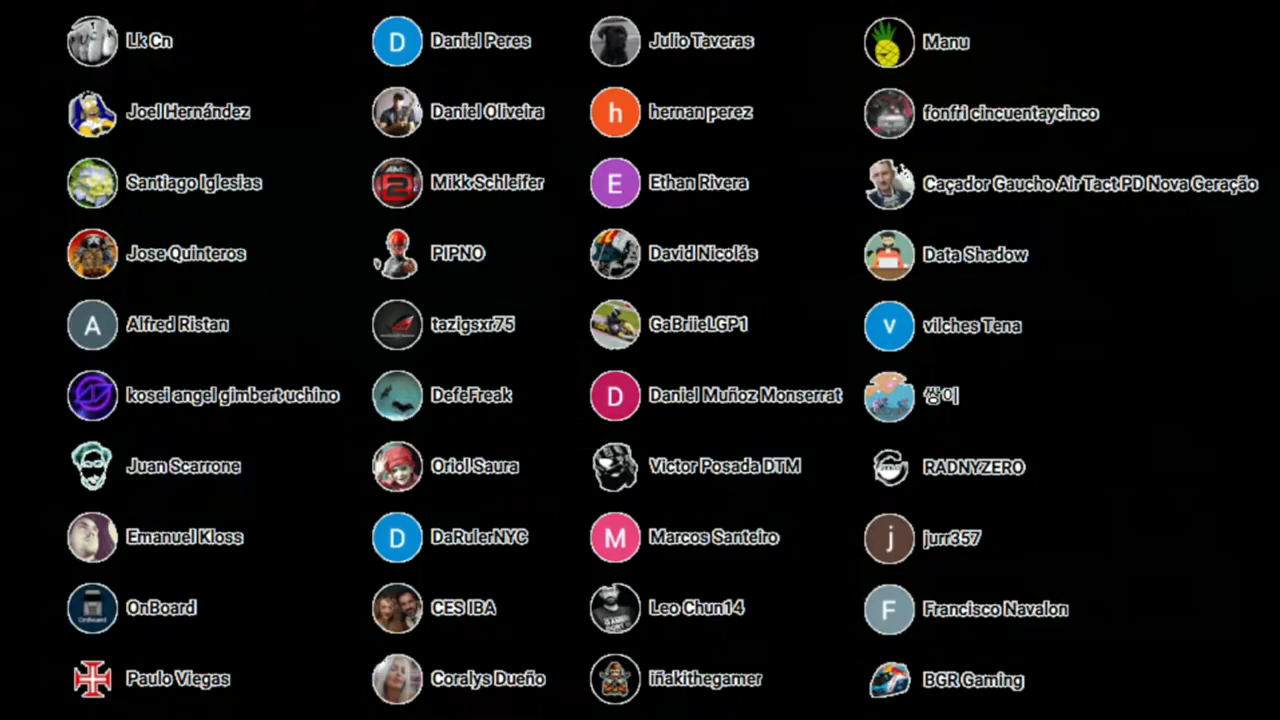 Lk Cn
Joel Hernández
Santiago Iglesias
Jose Quinteros
A Alfred Ristan
kosei angel gimbert uchino
Juan Scarrone
Emanuel Kloss
OnBoard
Paulo Viegas
D Daniel Peres
Daniel Oliveira
2 Mikk Schleifer
PIPNO
tazigsxr75
DefeFreak
Oriol Saura
D DaRulerNYC
CES IBA
Coralys Dueño
Julio Taveras
h hernan perez
E Ethan Rivera
David Nicolás
GaBriieLGP1
D Daniel Muñoz Monserrat
Victor Posada DTM
M Marcos Santeiro
Leo Chun14
iñakithegamer
Manu
fonfri cincuentaycinco
Caçador Gaucho Air Tact PD Nova Geração
Data Shadow
v vilches Tena
쌍이
RADNYZERO
j jurr357
F Francisco Navalon
BGR Gaming